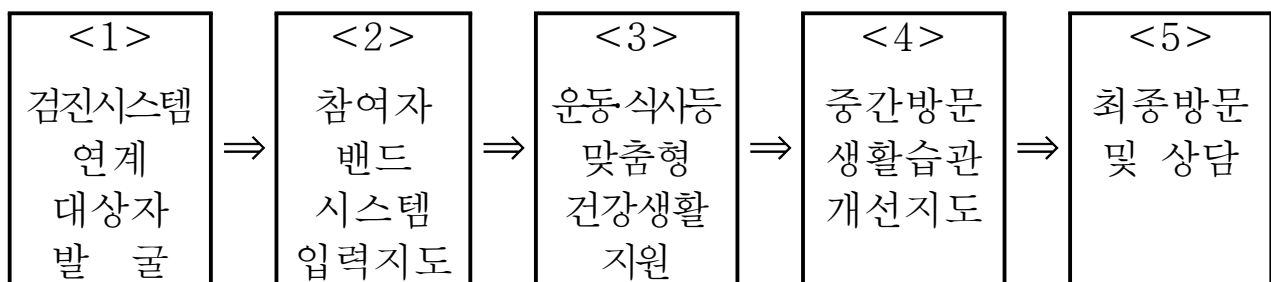 <1>
검진시스템
연계
대상자
발 굴
⇒
<2>
참여자
밴드
시스템
입력지도
⇒
<3>
운동·식사등
맞춤형
건강생활
지원
⇒
<4>
중간방문
생활습관
개선지도
⇒
<5>
최종방문
및 상담